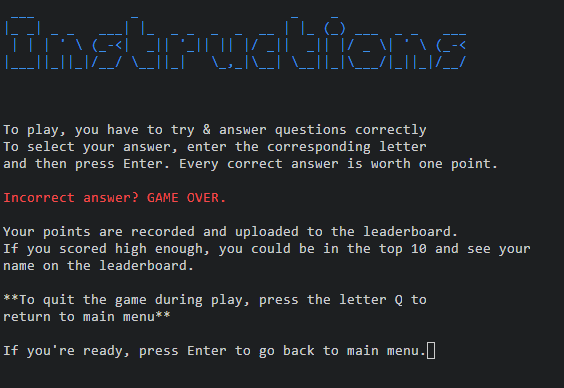 Instructions
To play, you have to try & answer questions correctly
To select your answer, enter the corresponding letter
and then press Enter. Every correct answer is worth one point.
Incorrect answer? GAME OVER.
Your points are recorded and uploaded to the leaderboard.
If you scored high enough, you could be in the top 10 and see your
name on the leaderboard.
**To quit the game during play, press the letter Q to
return to main menu**
If you're ready, press Enter to go back to main menu.